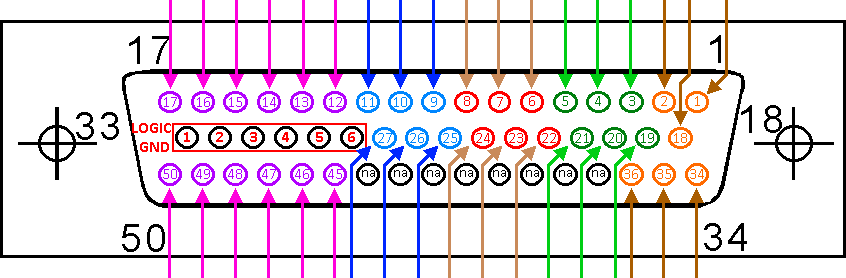 17 1
17 16 15 14 13 12 11 10 9 8 7 6 5 4 3 2 1
33 LOGIC GND 1 2 3 4 5 6 27 26 25 24 23 22 21 20 19 18 18
50 49 48 47 46 45 na na na na na na na na 36 35 34
50 34